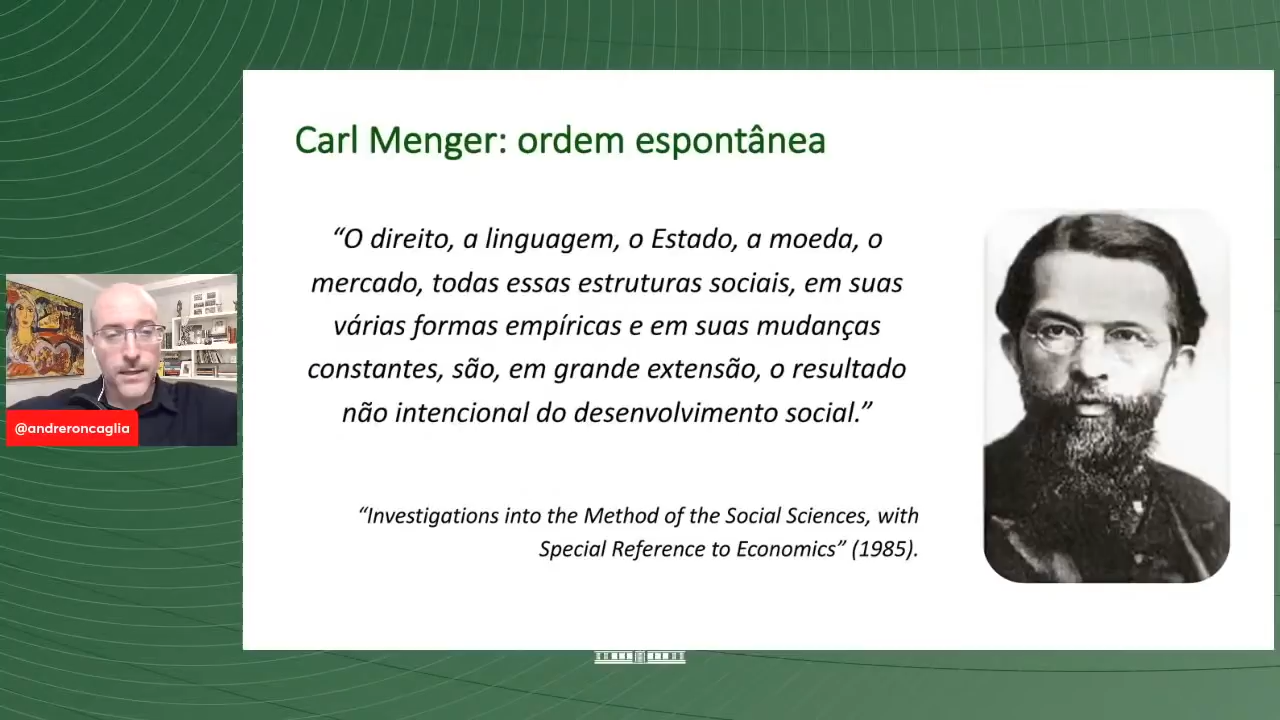 Carl Menger: ordem espontânea
“O direito, a linguagem, o Estado, a moeda, o
mercado, todas essas estruturas sociais, em suas
várias formas empíricas e em suas mudanças
constantes, são, em grande extensão, o resultado
não intencional do desenvolvimento social.”
“Investigations into the Method of the Social Sciences, with
Special Reference to Economics” (1985).
@andreroncaglia